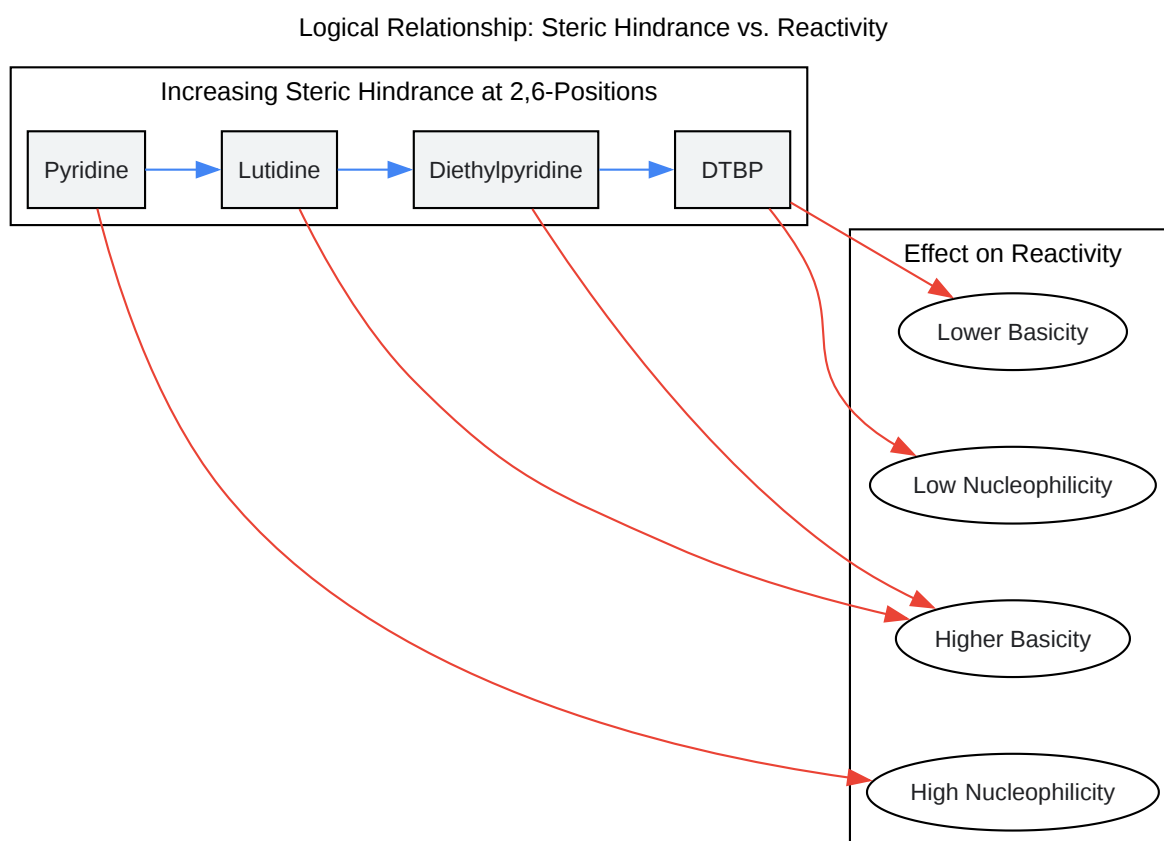 Logical Relationship: Steric Hindrance vs. Reactivity
Increasing Steric Hindrance at 2,6-Positions
Pyridine
Lutidine
Diethylpyridine
DTBP
Effect on Reactivity
Lower Basicity
Low Nucleophilicity
Higher Basicity
High Nucleophilicity